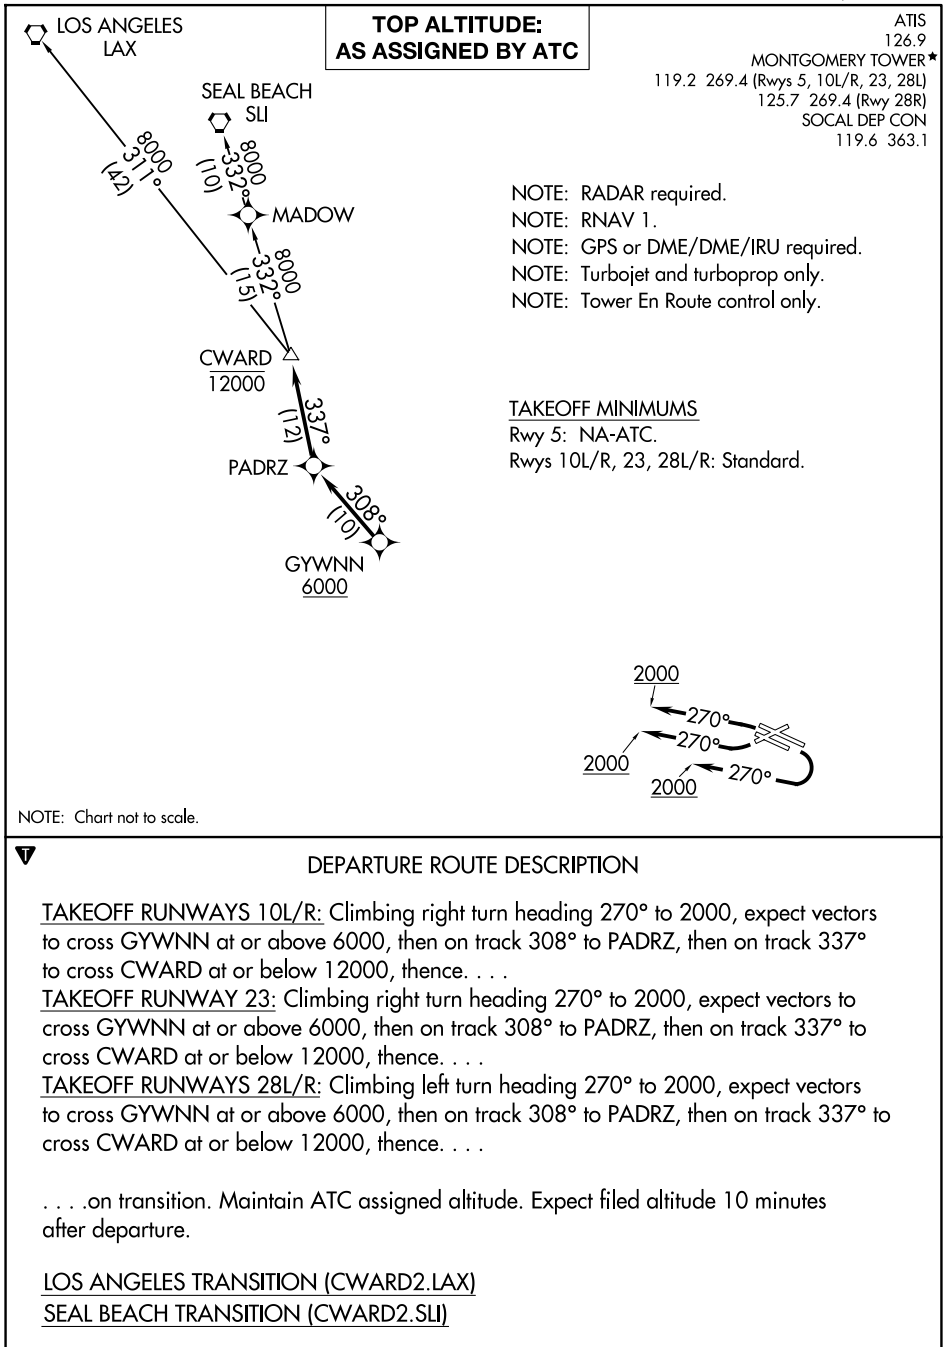 LOS ANGELES
LAX
TOP ALTITUDE:
AS ASSIGNED BY ATC
ATIS
126.9
MONTGOMERY TOWER★
119.2 269.4 (Rwys 5, 10L/R, 23, 28L)
125.7 269.4 (Rwy 28R)
SOCAL DEP CON
119.6 363.1
SEAL BEACH
SLI
8000
311°
(42)
8000
332°
(10)
MADOW
8000
332°
(15)
NOTE: RADAR required.
NOTE: RNAV 1.
NOTE: GPS or DME/DME/IRU required.
NOTE: Turbojet and turboprop only.
NOTE: Tower En Route control only.
CWARD
12000
337°
(12)
TAKEOFF MINIMUMS
Rwy 5: NA-ATC.
Rwys 10L/R, 23, 28L/R: Standard.
PADRZ
308°
(10)
GYWNN
6000
2000
270°
270°
2000
270°
2000
NOTE: Chart not to scale.
T
DEPARTURE ROUTE DESCRIPTION
TAKEOFF RUNWAYS 10L/R: Climbing right turn heading 270° to 2000, expect vectors
to cross GYWNN at or above 6000, then on track 308° to PADRZ, then on track 337°
to cross CWARD at or below 12000, thence. . . .
TAKEOFF RUNWAY 23: Climbing right turn heading 270° to 2000, expect vectors to
cross GYWNN at or above 6000, then on track 308° to PADRZ, then on track 337° to
cross CWARD at or below 12000, thence. . . .
TAKEOFF RUNWAYS 28L/R: Climbing left turn heading 270° to 2000, expect vectors
to cross GYWNN at or above 6000, then on track 308° to PADRZ, then on track 337° to
cross CWARD at or below 12000, thence. . . .
. . . .on transition. Maintain ATC assigned altitude. Expect filed altitude 10 minutes
after departure.
LOS ANGELES TRANSITION (CWARD2.LAX)
SEAL BEACH TRANSITION (CWARD2.SLI)